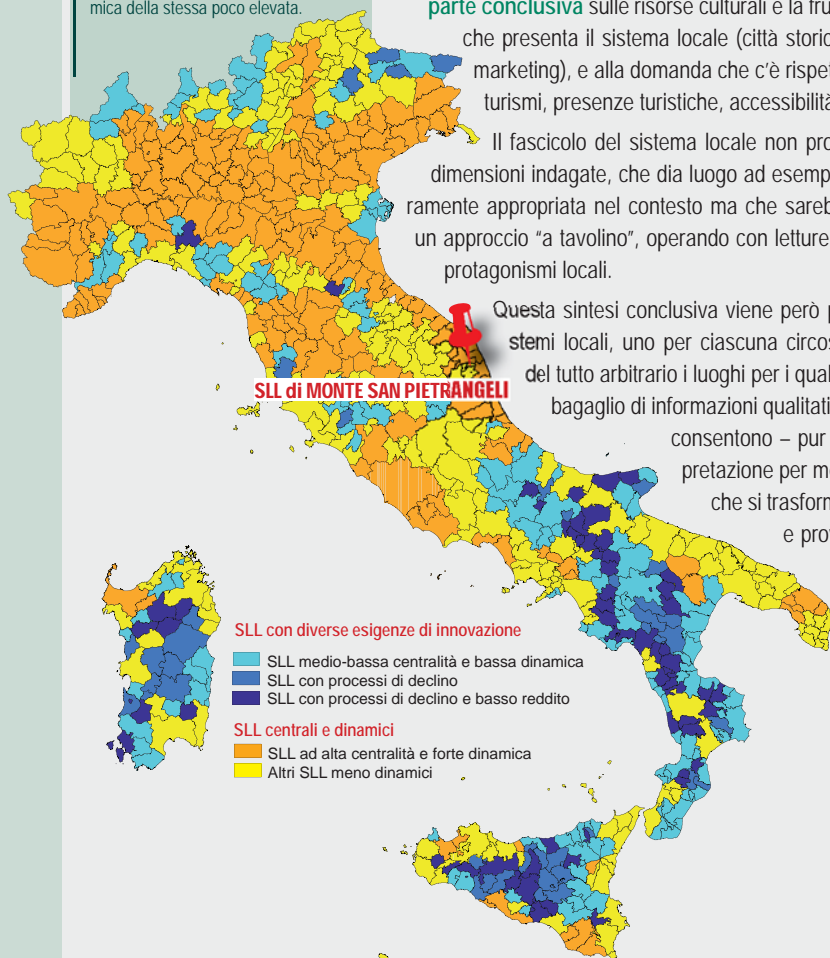 mica della stessa poco elevata.
parte conclusiva sulle risorse culturali e la fru
che presenta il sistema locale (città storic
marketing), e alla domanda che c'è rispet
turismi, presenze turistiche, accessibilità
Il fascicolo del sistema locale non pro
dimensioni indagate, che dia luogo ad esemp
ramente appropriata nel contesto ma che sareb
un approccio “a tavolino”, operando con letture
protagonismi locali.
Questa sintesi conclusiva viene però p
stemi locali, uno per ciascuna circos
del tutto arbitrario i luoghi per i qual
bagaglio di informazioni qualitati
consentono – pur
pretazione per me
che si trasform
e prot
SLL di MONTE SAN PIETRANGELI
SLL con diverse esigenze di innovazione
SLL medio-bassa centralità e bassa dinamica
SLL con processi di declino
SLL con processi di declino e basso reddito
SLL centrali e dinamici
SLL ad alta centralità e forte dinamica
Altri SLL meno dinamici